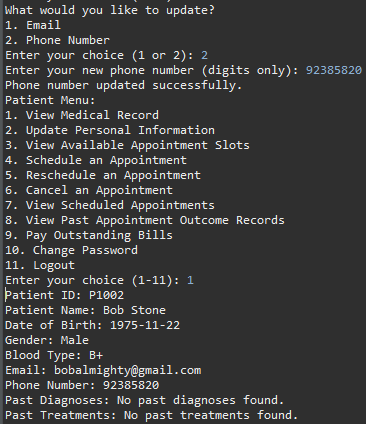 What would you like to update?
1. Email
2. Phone Number
Enter your choice (1 or 2): 2
Enter your new phone number (digits only): 92385820
Phone number updated successfully.
Patient Menu:
1. View Medical Record
2. Update Personal Information
3. View Available Appointment Slots
4. Schedule an Appointment
5. Reschedule an Appointment
6. Cancel an Appointment
7. View Scheduled Appointments
8. View Past Appointment Outcome Records
9. Pay Outstanding Bills
10. Change Password
11. Logout
Enter your choice (1-11): 1
Patient ID: P1002
Patient Name: Bob Stone
Date of Birth: 1975-11-22
Gender: Male
Blood Type: B+
Email: bobalmighty@gmail.com
Phone Number: 92385820
Past Diagnoses: No past diagnoses found.
Past Treatments: No past treatments found.